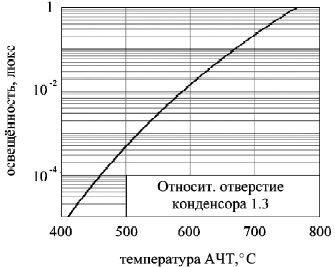 1
10-2
10-4
освещённость, люкс
Относит. отверстие
конденсора 1.3
400 500 600 700 800
температура АЧТ,°C